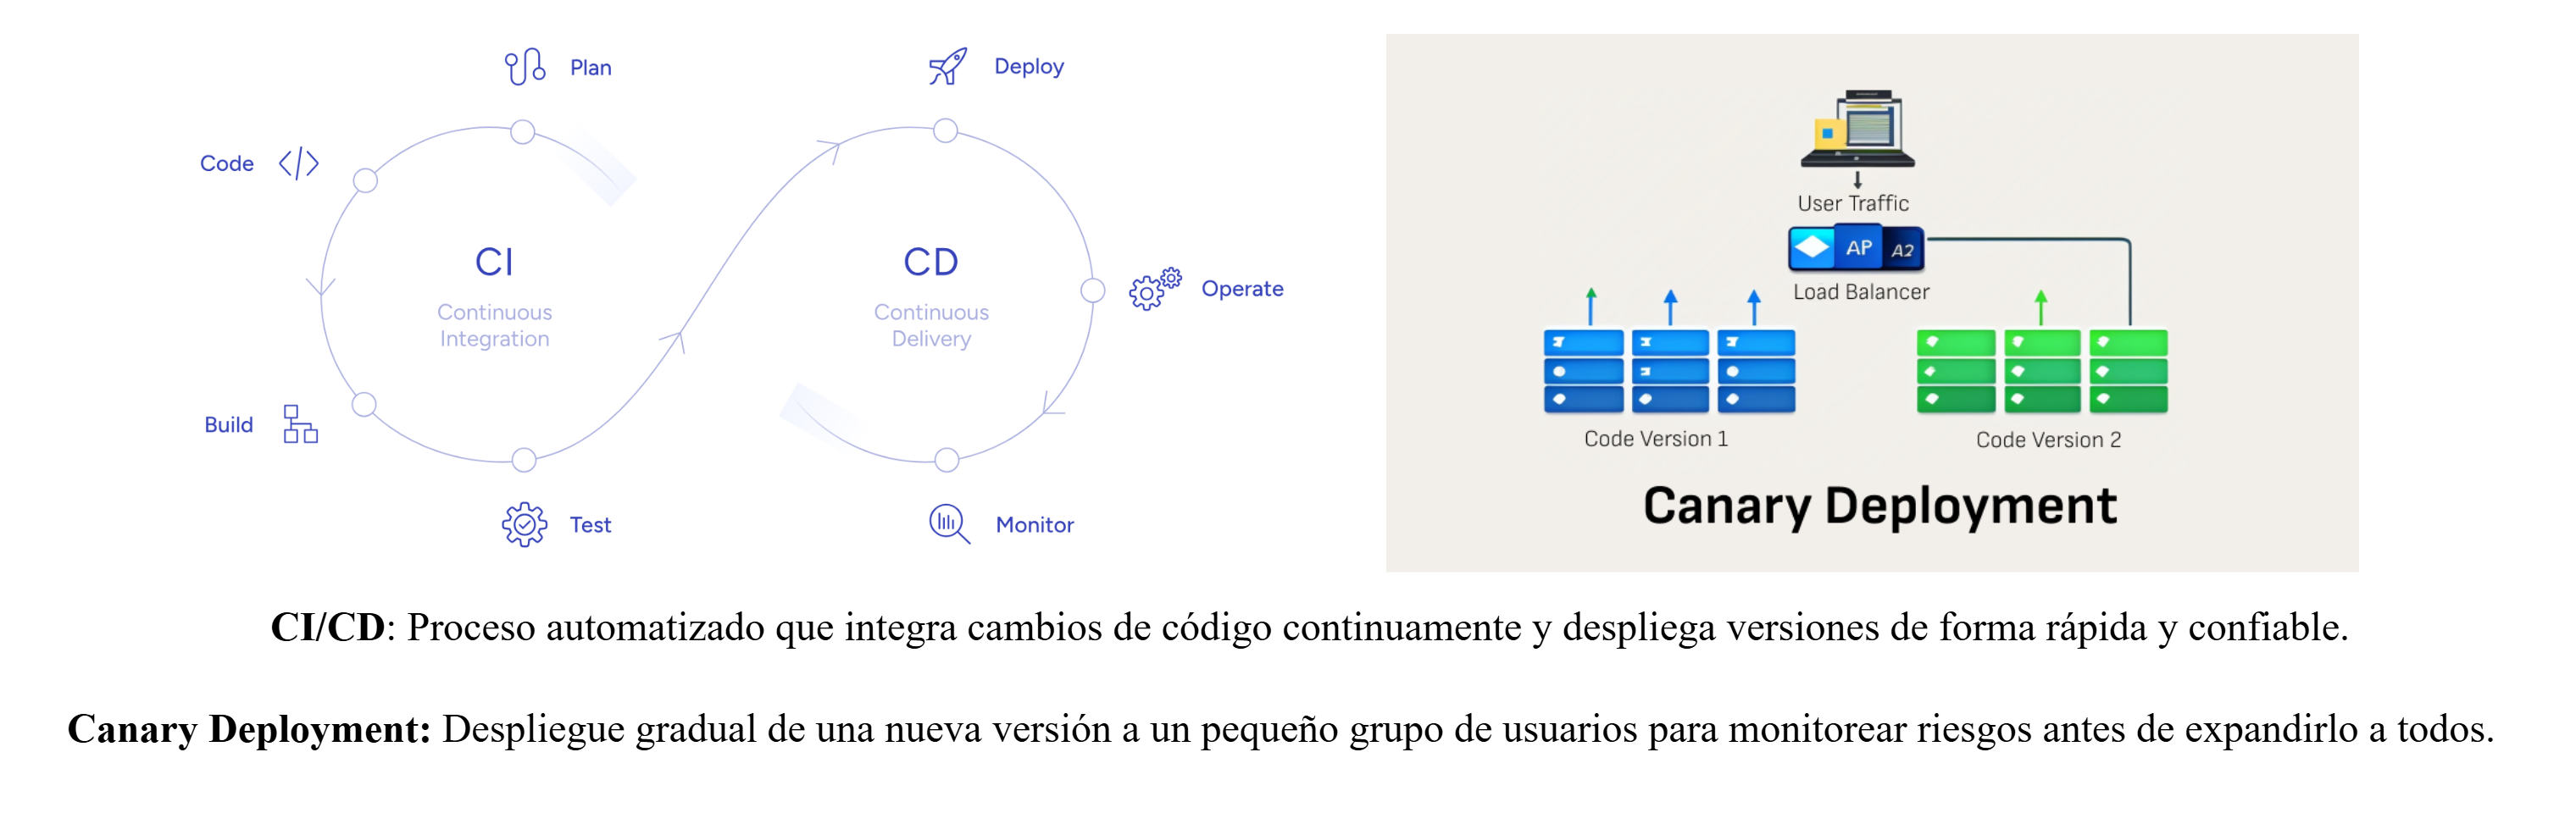 Plan
Deploy
Code </>
CI
Continuous
Integration
CD
Continuous
Delivery
Operate
Build
Test
Monitor
User Traffic
AP A2
Load Balancer
Code Version 1
Code Version 2
Canary Deployment
CI/CD: Proceso automatizado que integra cambios de código continuamente y despliega versiones de forma rápida y confiable.
Canary Deployment: Despliegue gradual de una nueva versión a un pequeño grupo de usuarios para monitorear riesgos antes de expandirlo a todos.